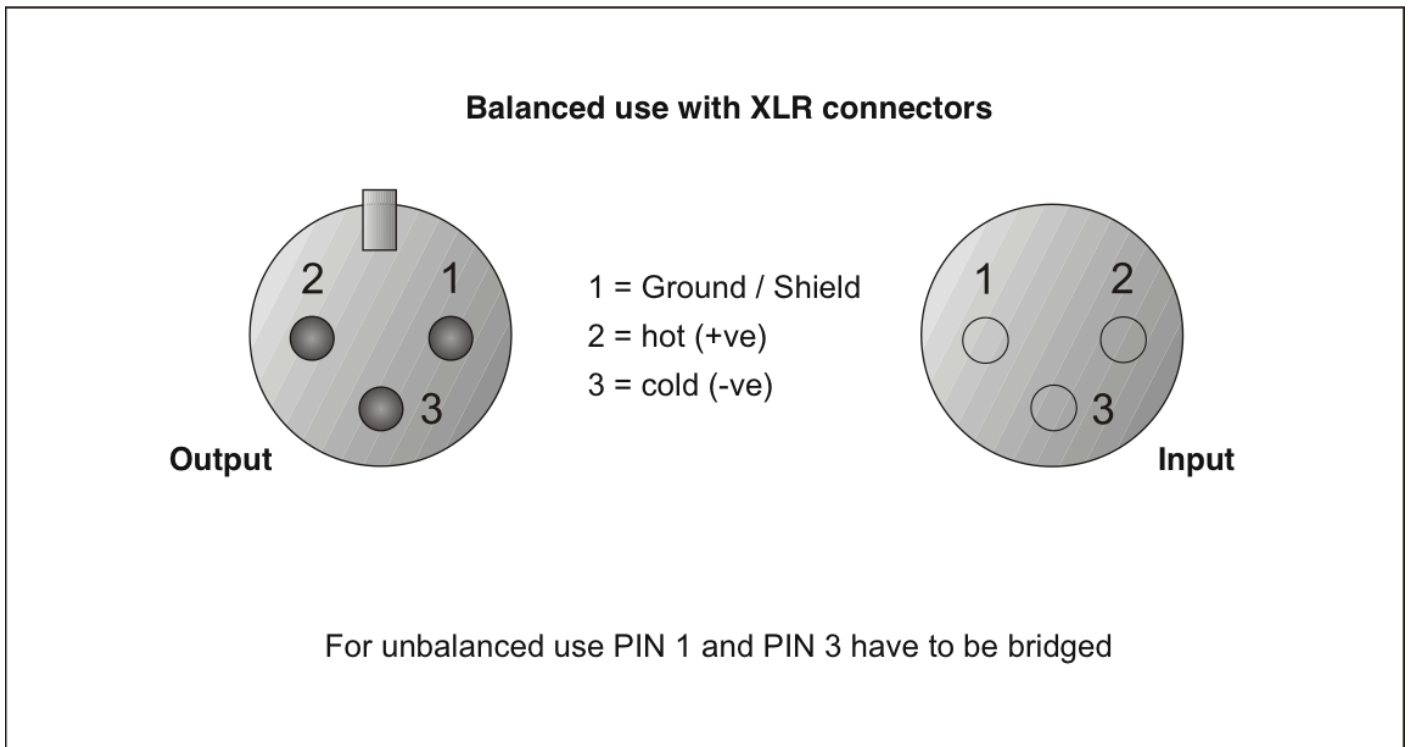 Balanced use with XLR connectors
2
1
3
Output
1 = Ground / Shield
2 = hot (+ve)
3 = cold (-ve)
1
2
3
Input
For unbalanced use PIN 1 and PIN 3 have to be bridged